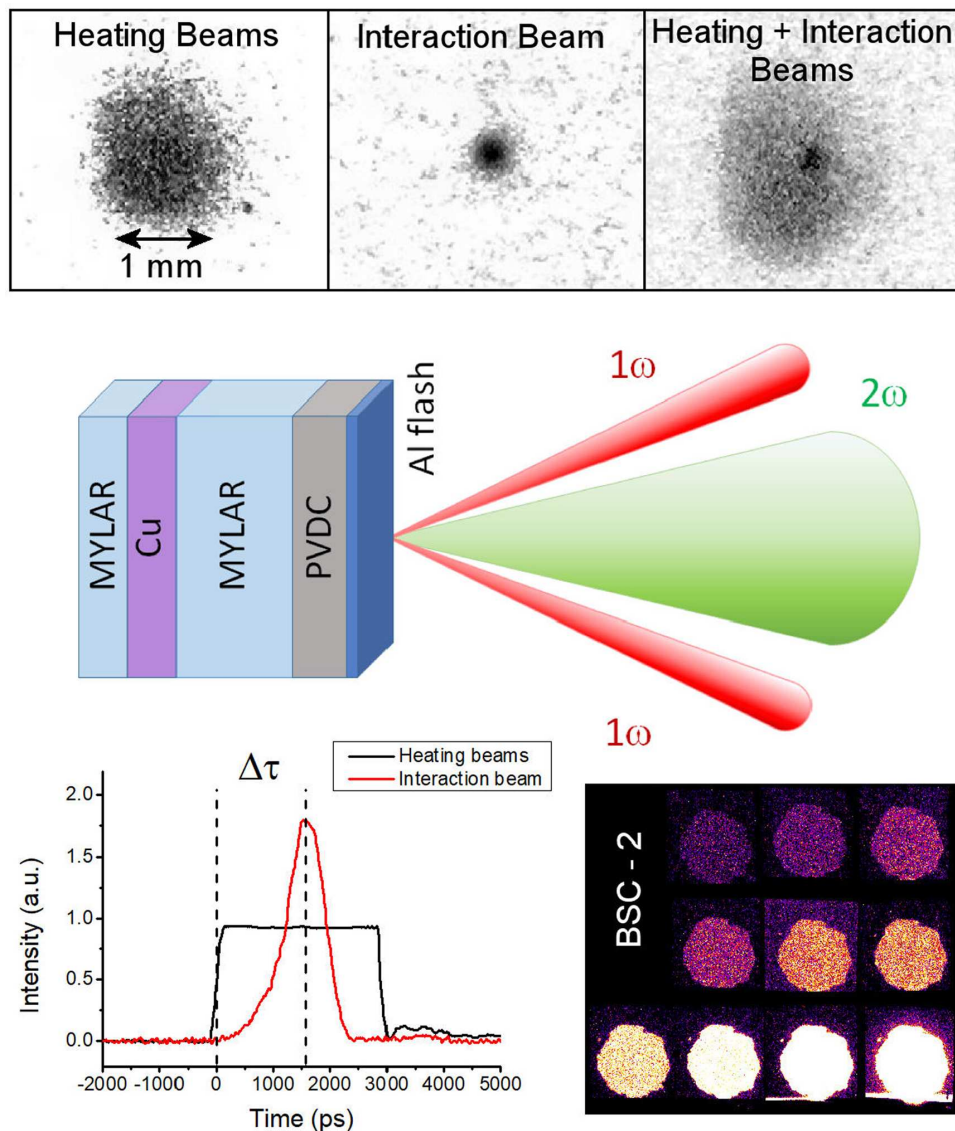 Heating Beams
Interaction Beam
Heating + Interaction
Beams
1 mm
MYLAR
Cu
MYLAR
PVDC
Al flash
1ω
2ω
1ω
Δτ
Heating beams
Interaction beam
Intensity (a.u.)
2.0
1.5
1.0
0.5
0.0
-2000 -1000 0 1000 2000 3000 4000 5000
Time (ps)
BSC - 2